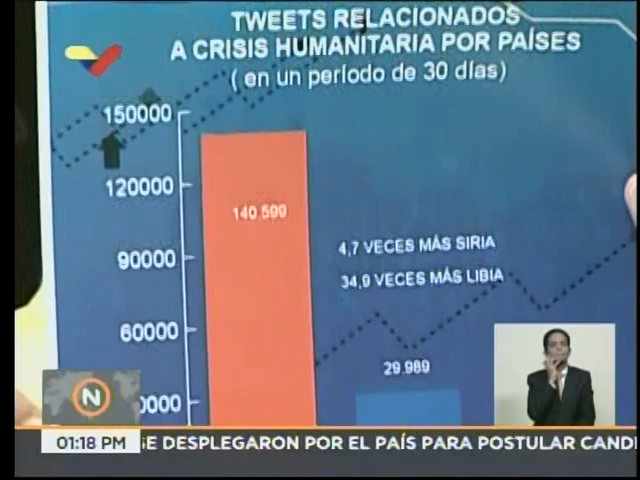 TWEETS RELACIONADOS
A CRISIS HUMANITARIA POR PAÍSES
( en un período de 30 días)
150000
120000
90000
60000
0000
140.599
4,7 VECES MÁS SIRIA
34,9 VECES MÁS LIBIA
29.989
N
01:18 PM
SE DESPLEGARON POR EL PAÍS PARA POSTULAR CAND